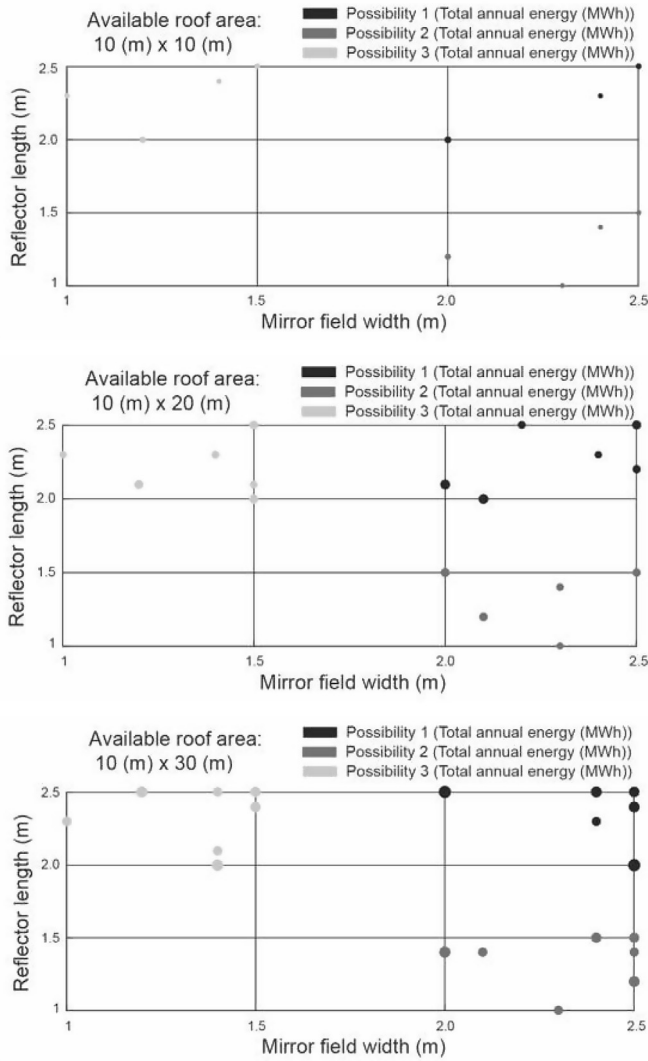 Available roof area:
10 (m) x 10 (m)
Possibility 1 (Total annual energy (MWh))
Possibility 2 (Total annual energy (MWh))
Possibility 3 (Total annual energy (MWh))
2.5
2.0
1.5
1
Reflector length (m)
1
1.5
2.0
2.5
Mirror field width (m)
Available roof area:
10 (m) x 20 (m)
Possibility 1 (Total annual energy (MWh))
Possibility 2 (Total annual energy (MWh))
Possibility 3 (Total annual energy (MWh))
2.5
2.0
1.5
1
Reflector length (m)
1
1.5
2.0
2.5
Mirror field width (m)
Available roof area:
10 (m) x 30 (m)
Possibility 1 (Total annual energy (MWh))
Possibility 2 (Total annual energy (MWh))
Possibility 3 (Total annual energy (MWh))
2.5
2.0
1.5
1
Reflector length (m)
1
1.5
2.0
2.5
Mirror field width (m)